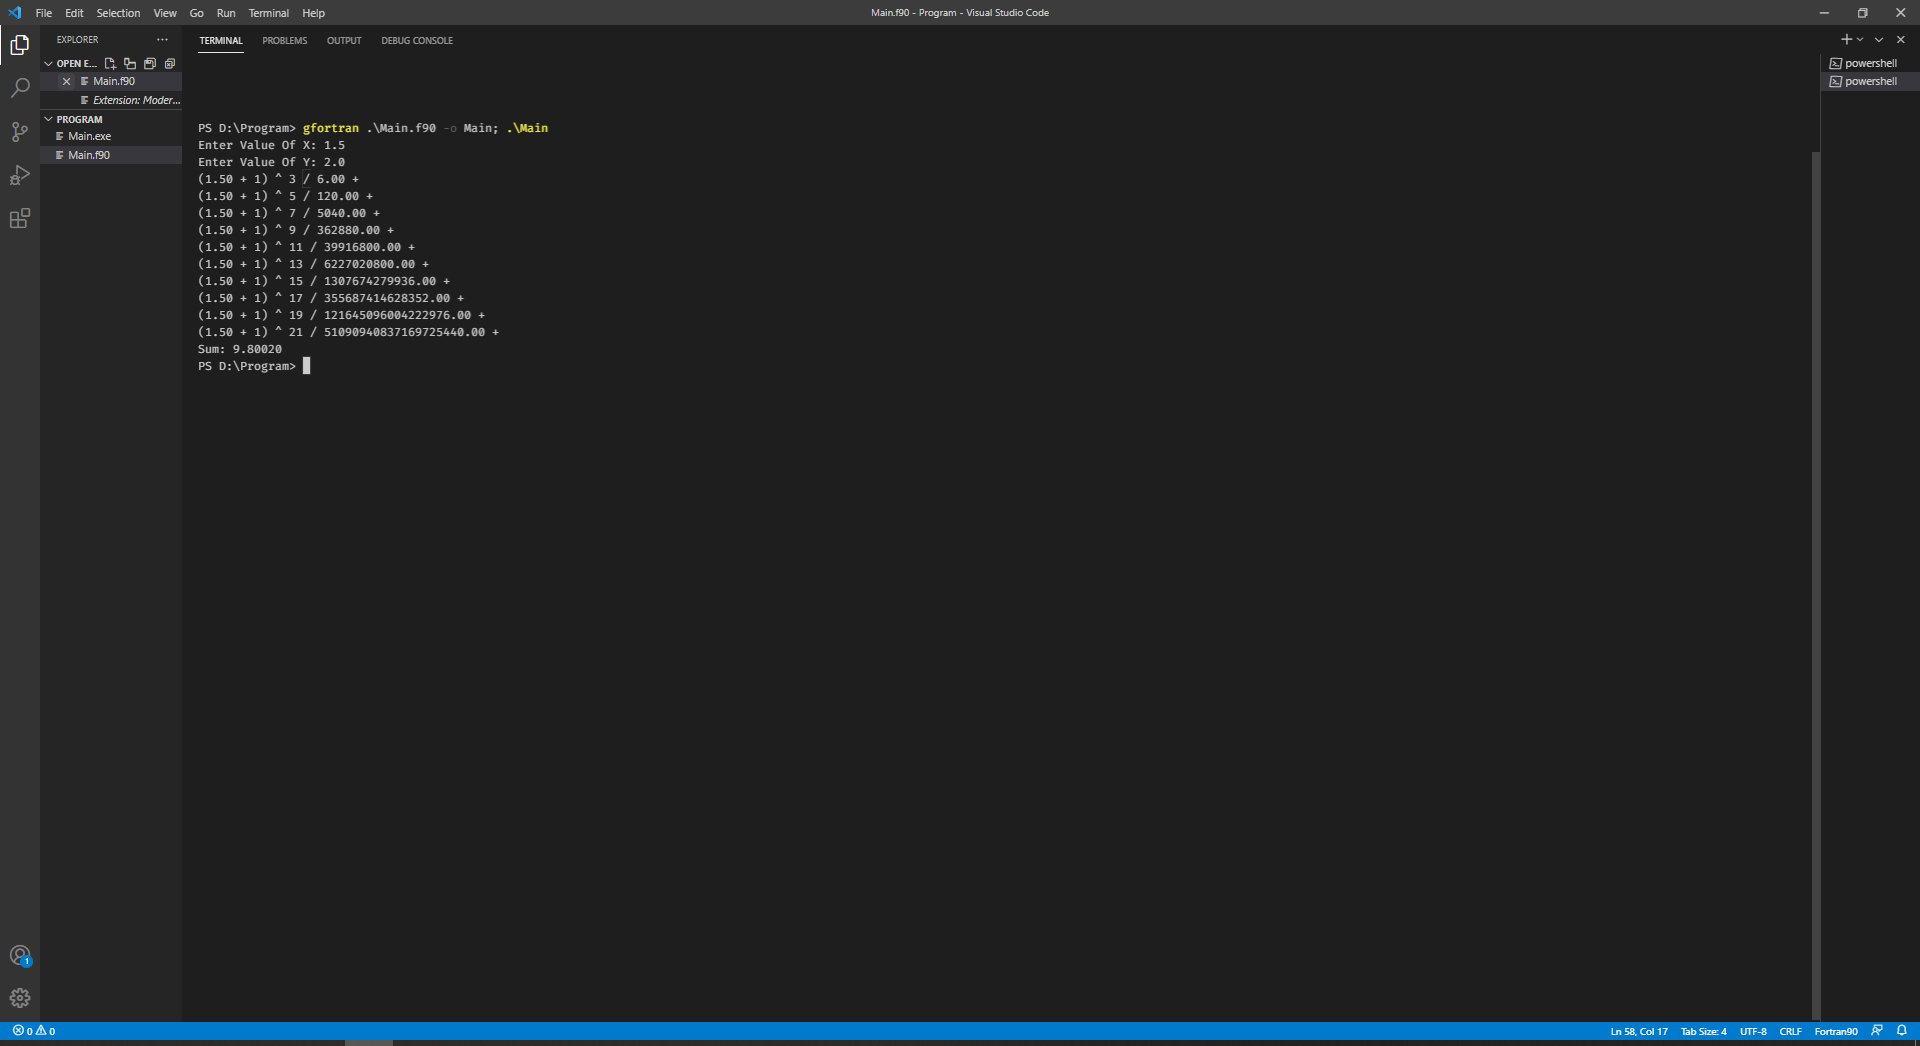 File Edit Selection View Go Run Terminal Help
Main.f90 - Program - Visual Studio Code
EXPLORER
OPEN E...
Main.f90
Extension: Moder...
PROGRAM
Main.exe
Main.f90
TERMINAL PROBLEMS OUTPUT DEBUG CONSOLE
PS D:\Program> gfortran .\Main.f90 -o Main; .\Main
Enter Value Of X: 1.5
Enter Value Of Y: 2.0
(1.50 + 1) ^ 3 / 6.00 +
(1.50 + 1) ^ 5 / 120.00 +
(1.50 + 1) ^ 7 / 5040.00 +
(1.50 + 1) ^ 9 / 362880.00 +
(1.50 + 1) ^ 11 / 39916800.00 +
(1.50 + 1) ^ 13 / 6227020800.00 +
(1.50 + 1) ^ 15 / 1307674279936.00 +
(1.50 + 1) ^ 17 / 355687414628352.00 +
(1.50 + 1) ^ 19 / 121645096004222976.00 +
(1.50 + 1) ^ 21 / 51090940837169725440.00 +
Sum: 9.80020
PS D:\Program>
powershell
powershell
1
0 0
Ln 58, Col 17 Tab Size: 4 UTF-8 CRLF Fortran90